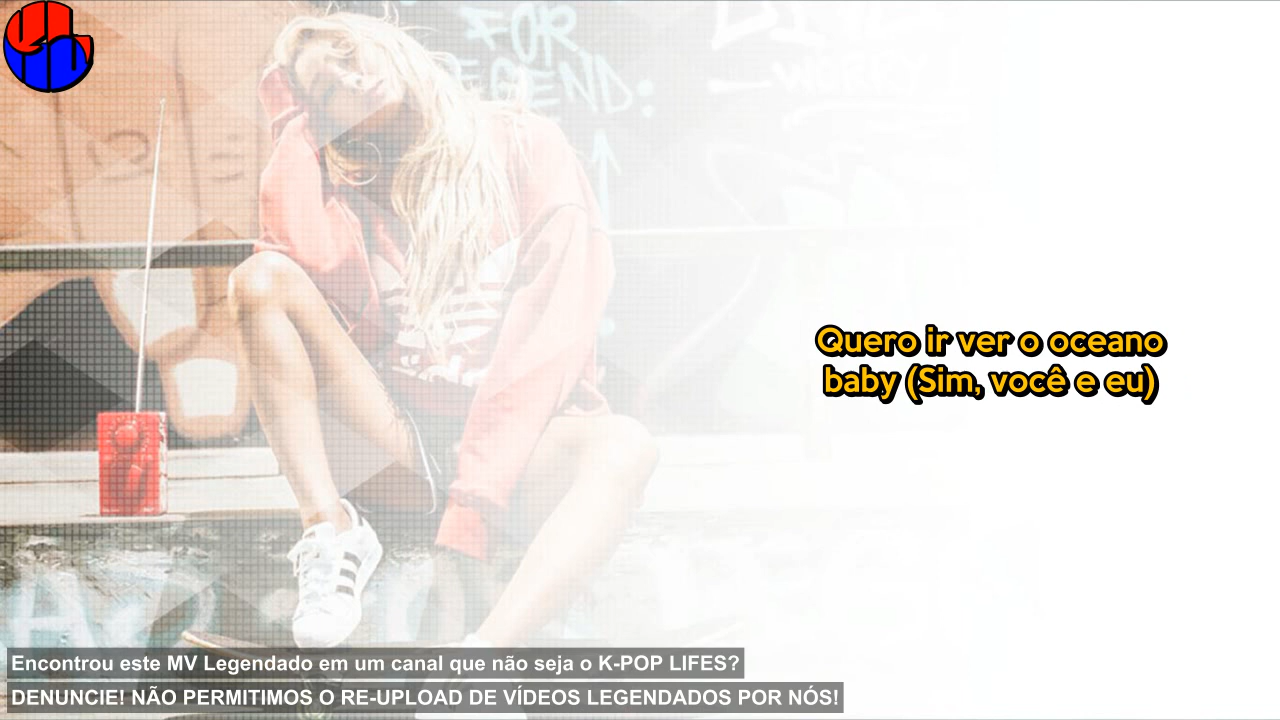 FOR
Quero ir ver o oceano
baby (Sim, você e eu)
Encontrou este MV Legendado em um canal que não seja o K-POP LIFES?
DENUNCIE! NÃO PERMITIMOS O RE-UPLOAD DE VÍDEOS LEGENDADOS POR NÓS!